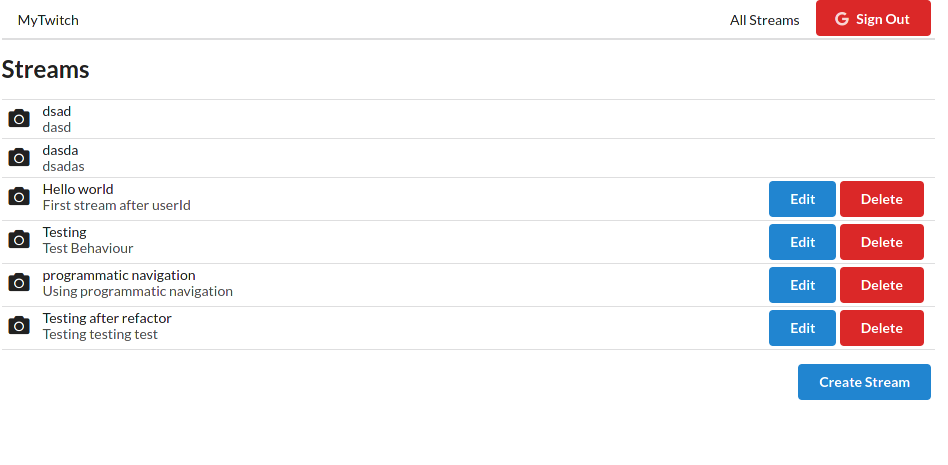 MyTwitch
All Streams
Sign Out
Streams
dsad
dasd
dasda
dsadas
Hello world
First stream after userId
Edit
Delete
Testing
Test Behaviour
Edit
Delete
programmatic navigation
Using programmatic navigation
Edit
Delete
Testing after refactor
Testing testing test
Edit
Delete
Create Stream